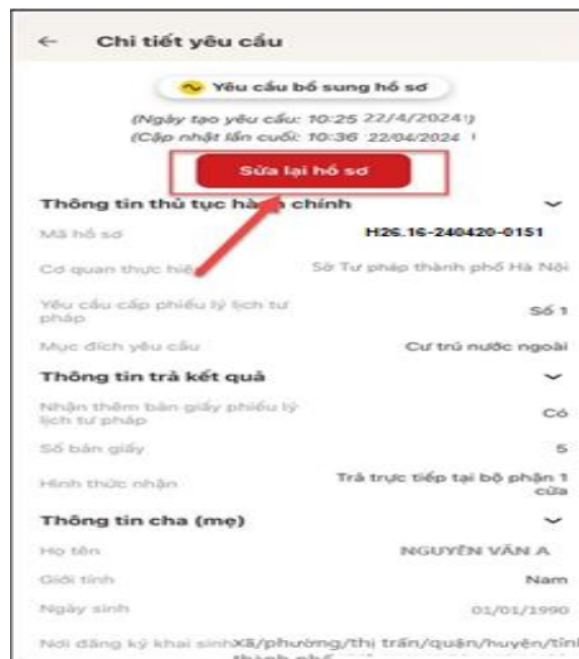 Chi tiết yêu cầu
Yêu cầu bổ sung hồ sơ
(Ngày tạo yêu cầu: 10:25 22/4/2024)
(Cập nhật lần cuối: 10:36 22/04/2024
Sửa lại hồ sơ
Thông tin thủ tục hành chính
Mã hồ sơ H26.16-240420-0151
Cơ quan thực hiện Sở Tư pháp thành phố Hà Nội
Yêu cầu cấp phiếu lý lịch tư
pháp Số 1
Mục đích yêu cầu Cư trú nước ngoài
Thông tin trả kết quả
Nhận thêm bản giấy phiếu lý
lịch tư pháp Có
Số bản giấy 5
Hình thức nhận Trả trực tiếp tại bộ phận 1
cửa
Thông tin cha (mẹ)
Họ tên NGUYỄN VĂN A
Giới tính Nam
Ngày sinh 01/01/1990
Nơi đăng ký khai sinh Xã/phường/thị trấn/quận/huyện/tỉnh
thành phố